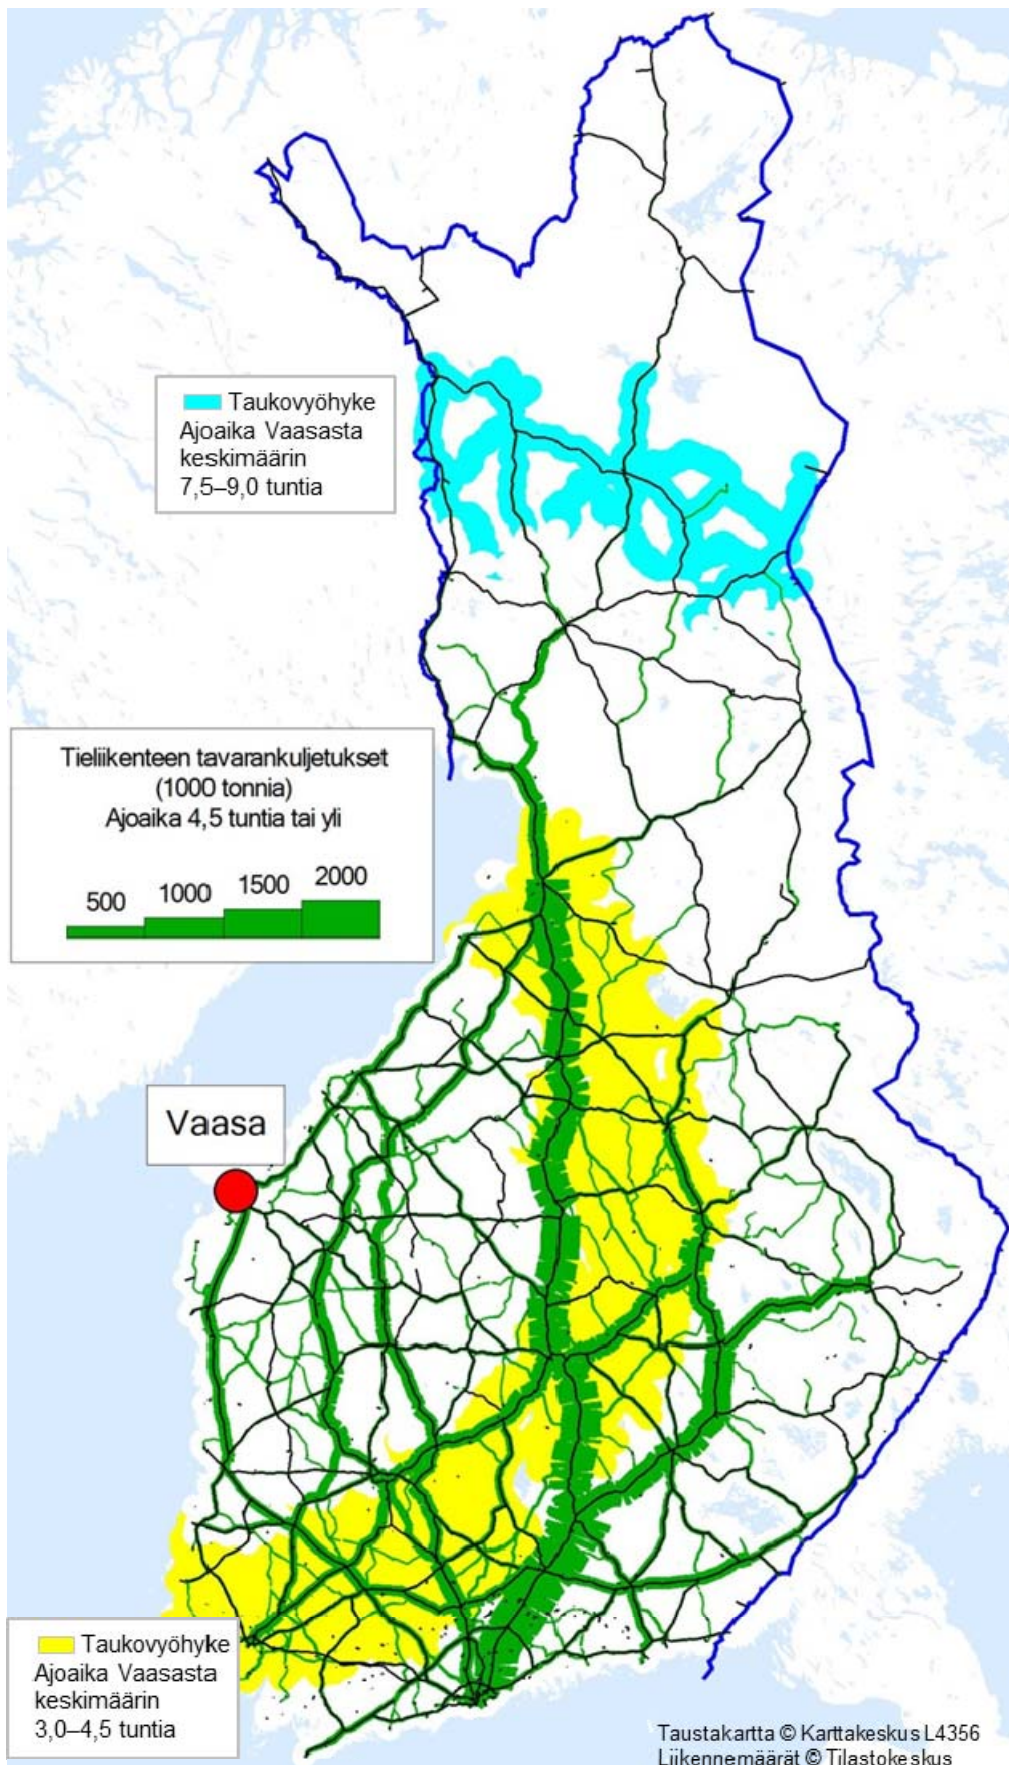 Taukovyöhyke
Ajoaika Vaasasta
keskimäärin
7,5–9,0 tuntia
Tieliikenteen tavarankuljetukset
(1000 tonnia)
Ajoaika 4,5 tuntia tai yli
500 1000 1500 2000
Vaasa
Taukovyöhyke
Ajoaika Vaasasta
keskimäärin
3,0–4,5 tuntia
Taustakartta © Karttakeskus L4356
Liikennemäärät © Tilastokeskus